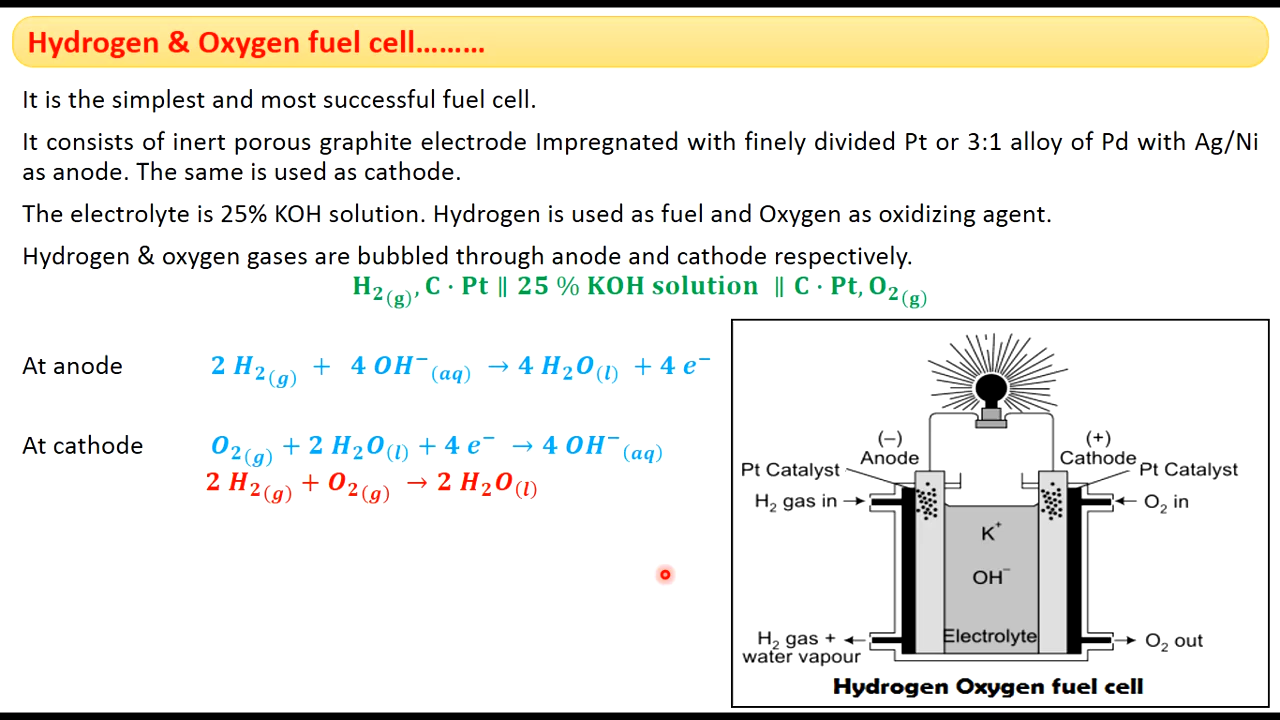 Hydrogen & Oxygen fuel cell………
It is the simplest and most successful fuel cell.
It consists of inert porous graphite electrode Impregnated with finely divided Pt or 3:1 alloy of Pd with Ag/Ni
as anode. The same is used as cathode.
The electrolyte is 25% KOH solution. Hydrogen is used as fuel and Oxygen as oxidizing agent.
Hydrogen & oxygen gases are bubbled through anode and cathode respectively.
H₂(g), C · Pt ∥ 25 % KOH solution ∥ C · Pt, O₂(g)
At anode 2 H₂(g) + 4 OH⁻(aq) → 4 H₂O(l) + 4 e⁻
At cathode O₂(g) + 2 H₂O(l) + 4 e⁻ → 4 OH⁻(aq)
2 H₂(g) + O₂(g) → 2 H₂O(l)
(–) (+)
Anode Cathode
Pt Catalyst Pt Catalyst
H₂ gas in O₂ in
K⁺
OH⁻
Electrolyte
H₂ gas + O₂ out
water vapour
Hydrogen Oxygen fuel cell